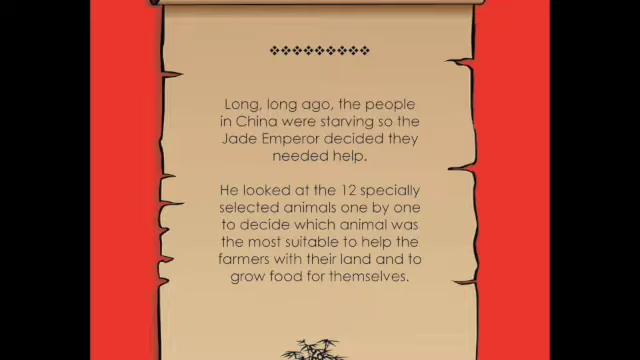 Long, long ago, the people
in China were starving so the
Jade Emperor decided they
needed help.
He looked at the 12 specially
selected animals one by one
to decide which animal was
the most suitable to help the
farmers with their land and to
grow food for themselves.